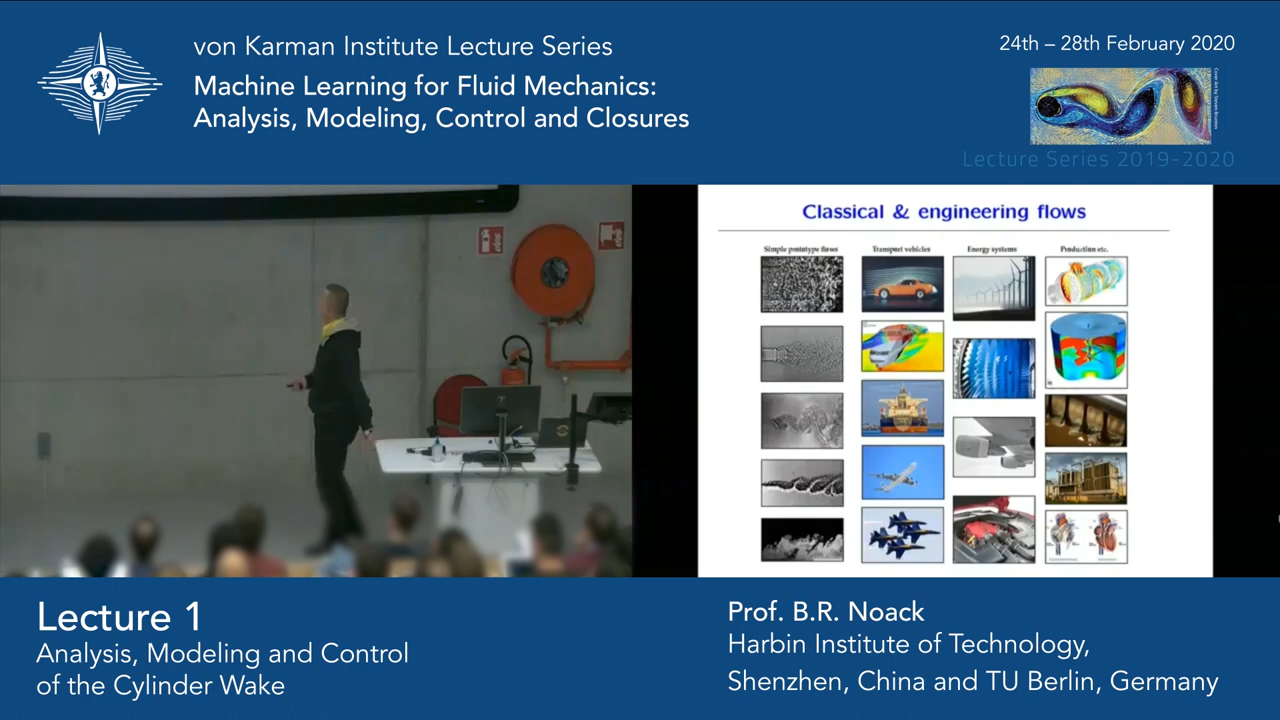 von Karman Institute Lecture Series
Machine Learning for Fluid Mechanics:
Analysis, Modeling, Control and Closures
24th – 28th February 2020
Lecture Series 2019-2020
Classical & engineering flows
Simple prototype flows
Transport vehicles
Energy systems
Production etc.
Lecture 1
Analysis, Modeling and Control
of the Cylinder Wake
Prof. B.R. Noack
Harbin Institute of Technology,
Shenzhen, China and TU Berlin, Germany